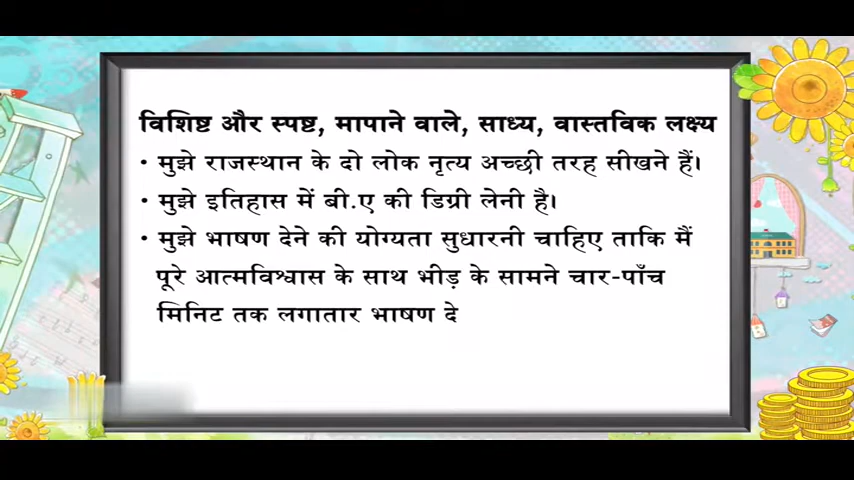 विशिष्ट और स्पष्ट, मापाने वाले, साध्य, वास्तविक लक्ष्य
• मुझे राजस्थान के दो लोक नृत्य अच्छी तरह सीखने हैं।
• मुझे इतिहास में बी.ए की डिग्री लेनी है।
• मुझे भाषण देने की योग्यता सुधारनी चाहिए ताकि मैं
पूरे आत्मविश्वास के साथ भीड़ के सामने चार-पाँच
मिनिट तक लगातार भाषण दे